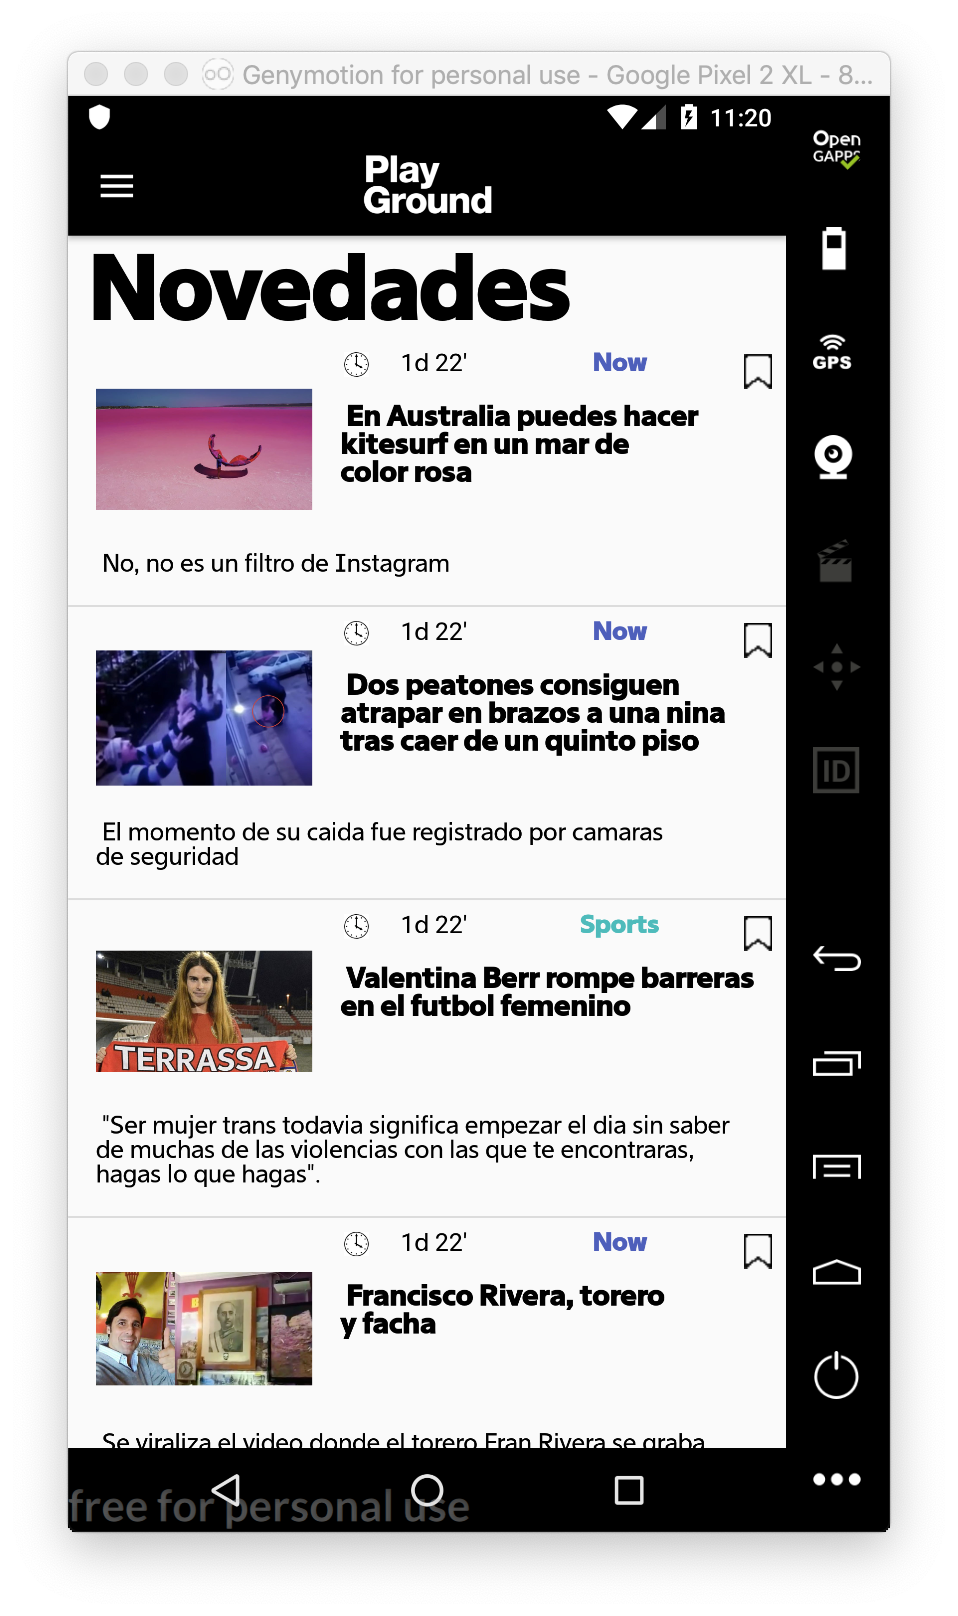 Genymotion for personal use - Google Pixel 2 XL - 8...
11:20
Open
GAPPS
Play
Ground
Novedades
1d 22'
Now
En Australia puedes hacer
kitesurf en un mar de
color rosa
No, no es un filtro de Instagram
1d 22'
Now
Dos peatones consiguen
atrapar en brazos a una nina
tras caer de un quinto piso
El momento de su caida fue registrado por camaras
de seguridad
1d 22'
Sports
Valentina Berr rompe barreras
en el futbol femenino
TERRASSA
"Ser mujer trans todavia significa empezar el dia sin saber
de muchas de las violencias con las que te encontraras,
hagas lo que hagas".
1d 22'
Now
Francisco Rivera, torero
y facha
Se viraliza el video donde el torero Fran Rivera se graba
free for personal use
GPS
ID